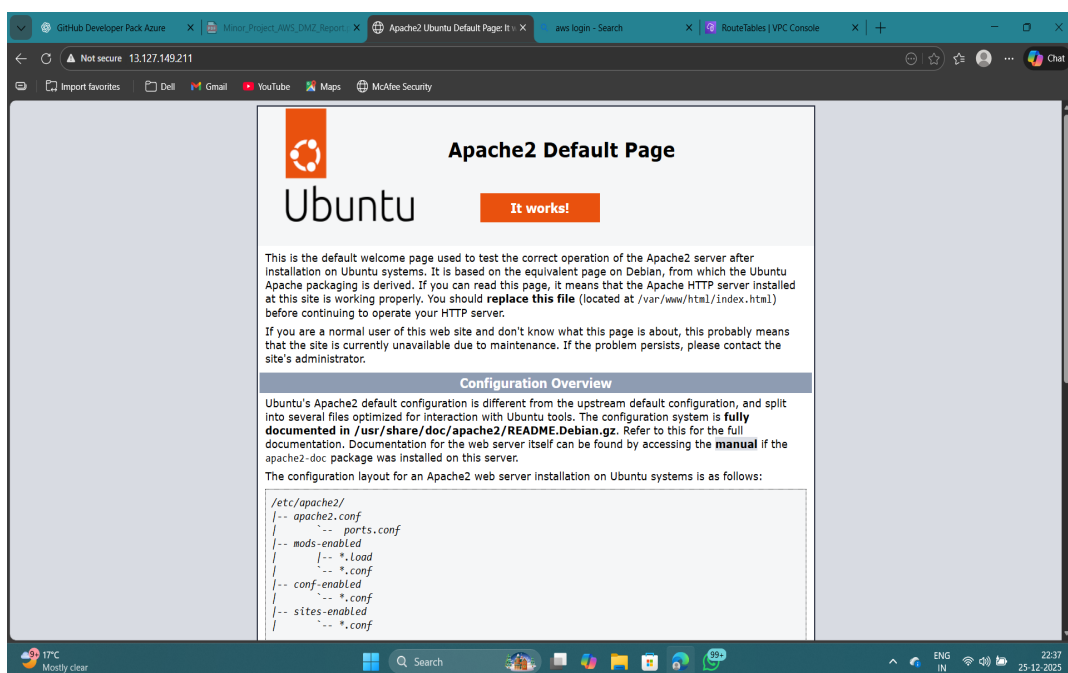 GitHub Developer Pack Azure
Minor_Project_AWS_DMZ_Report.
Apache2 Ubuntu Default Page: It w
aws login - Search
RouteTables | VPC Console
Not secure 13.127.149.211
Chat
Import favorites Dell Gmail YouTube Maps McAfee Security
Apache2 Default Page
Ubuntu
It works!
This is the default welcome page used to test the correct operation of the Apache2 server after
installation on Ubuntu systems. It is based on the equivalent page on Debian, from which the Ubuntu
Apache packaging is derived. If you can read this page, it means that the Apache HTTP server installed
at this site is working properly. You should replace this file (located at /var/www/html/index.html)
before continuing to operate your HTTP server.
If you are a normal user of this web site and don't know what this page is about, this probably means
that the site is currently unavailable due to maintenance. If the problem persists, please contact the
site's administrator.
Configuration Overview
Ubuntu's Apache2 default configuration is different from the upstream default configuration, and split
into several files optimized for interaction with Ubuntu tools. The configuration system is fully
documented in /usr/share/doc/apache2/README.Debian.gz. Refer to this for the full
documentation. Documentation for the web server itself can be found by accessing the manual if the
apache2-doc package was installed on this server.
The configuration layout for an Apache2 web server installation on Ubuntu systems is as follows:
/etc/apache2/
|-- apache2.conf
|       `--  ports.conf
|-- mods-enabled
|       |-- *.load
|       `-- *.conf
|-- conf-enabled
|       `-- *.conf
|-- sites-enabled
|       `-- *.conf
9+
17°C
Mostly clear
Search
99+
ENG
IN
22:37
25-12-2025